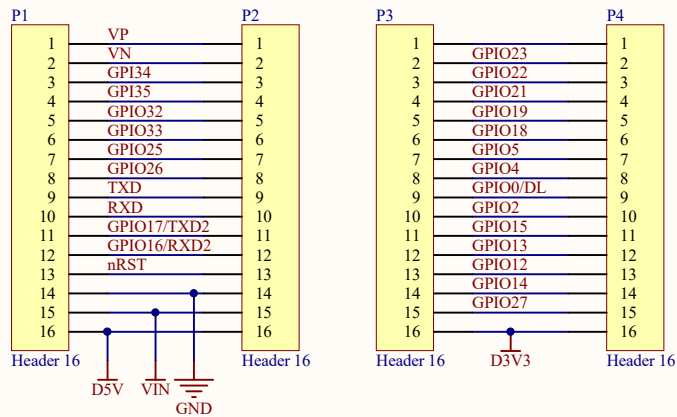 P1
1
2
3
4
5
6
7
8
9
10
11
12
13
14
15
16
Header 16
VP
VN
GPI34
GPI35
GPIO32
GPIO33
GPIO25
GPIO26
TXD
RXD
GPIO17/TXD2
GPIO16/RXD2
nRST
D5V
VIN
GND
P2
1
2
3
4
5
6
7
8
9
10
11
12
13
14
15
16
Header 16
P3
1
2
3
4
5
6
7
8
9
10
11
12
13
14
15
16
Header 16
GPIO23
GPIO22
GPIO21
GPIO19
GPIO18
GPIO5
GPIO4
GPIO0/DL
GPIO2
GPIO15
GPIO13
GPIO12
GPIO14
GPIO27
D3V3
P4
1
2
3
4
5
6
7
8
9
10
11
12
13
14
15
16
Header 16